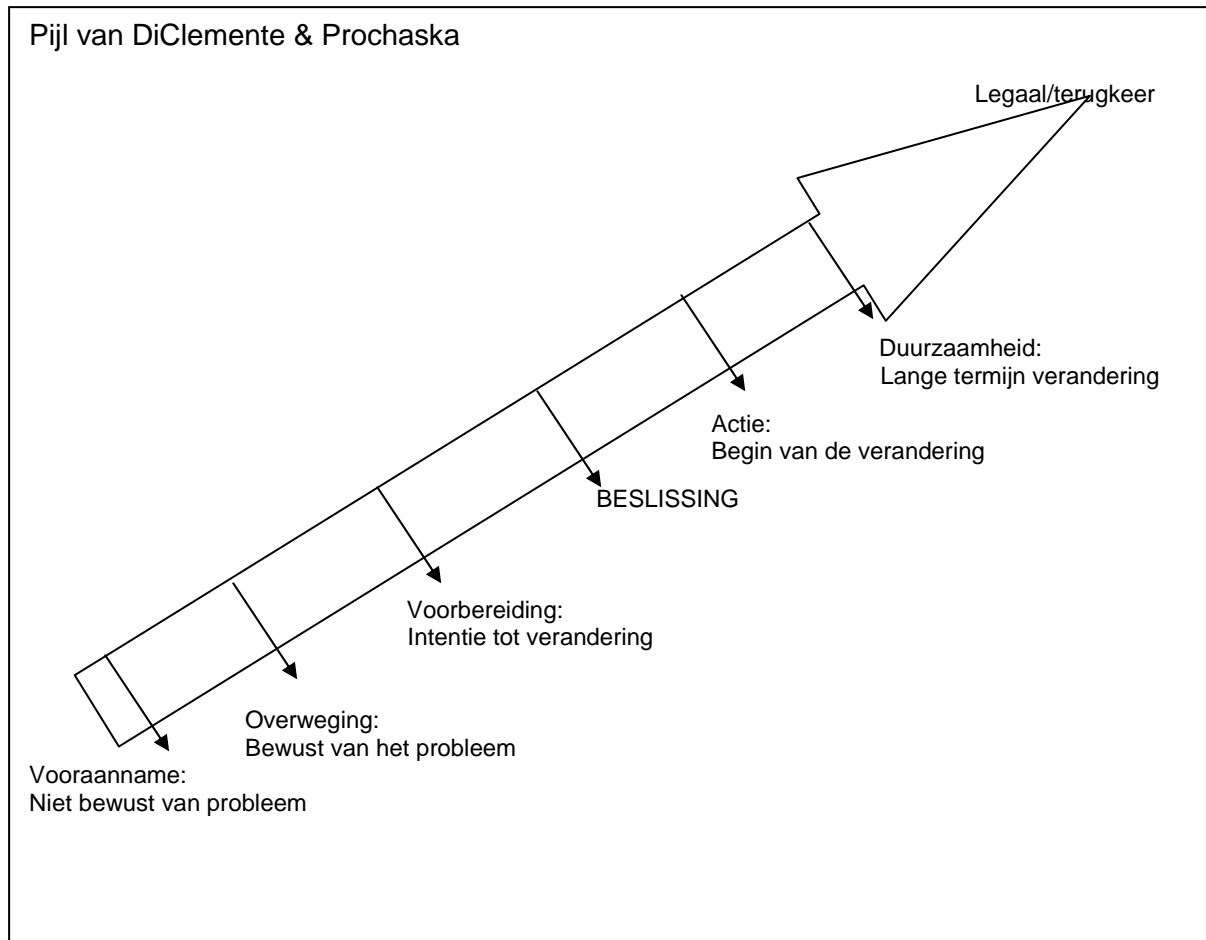 Pijl van DiClemente & Prochaska
Legaal/terugkeer
Duurzaamheid:
Lange termijn verandering
Actie:
Begin van de verandering
BESLISSING
Voorbereiding:
Intentie tot verandering
Overweging:
Bewust van het probleem
Vooraanname:
Niet bewust van probleem